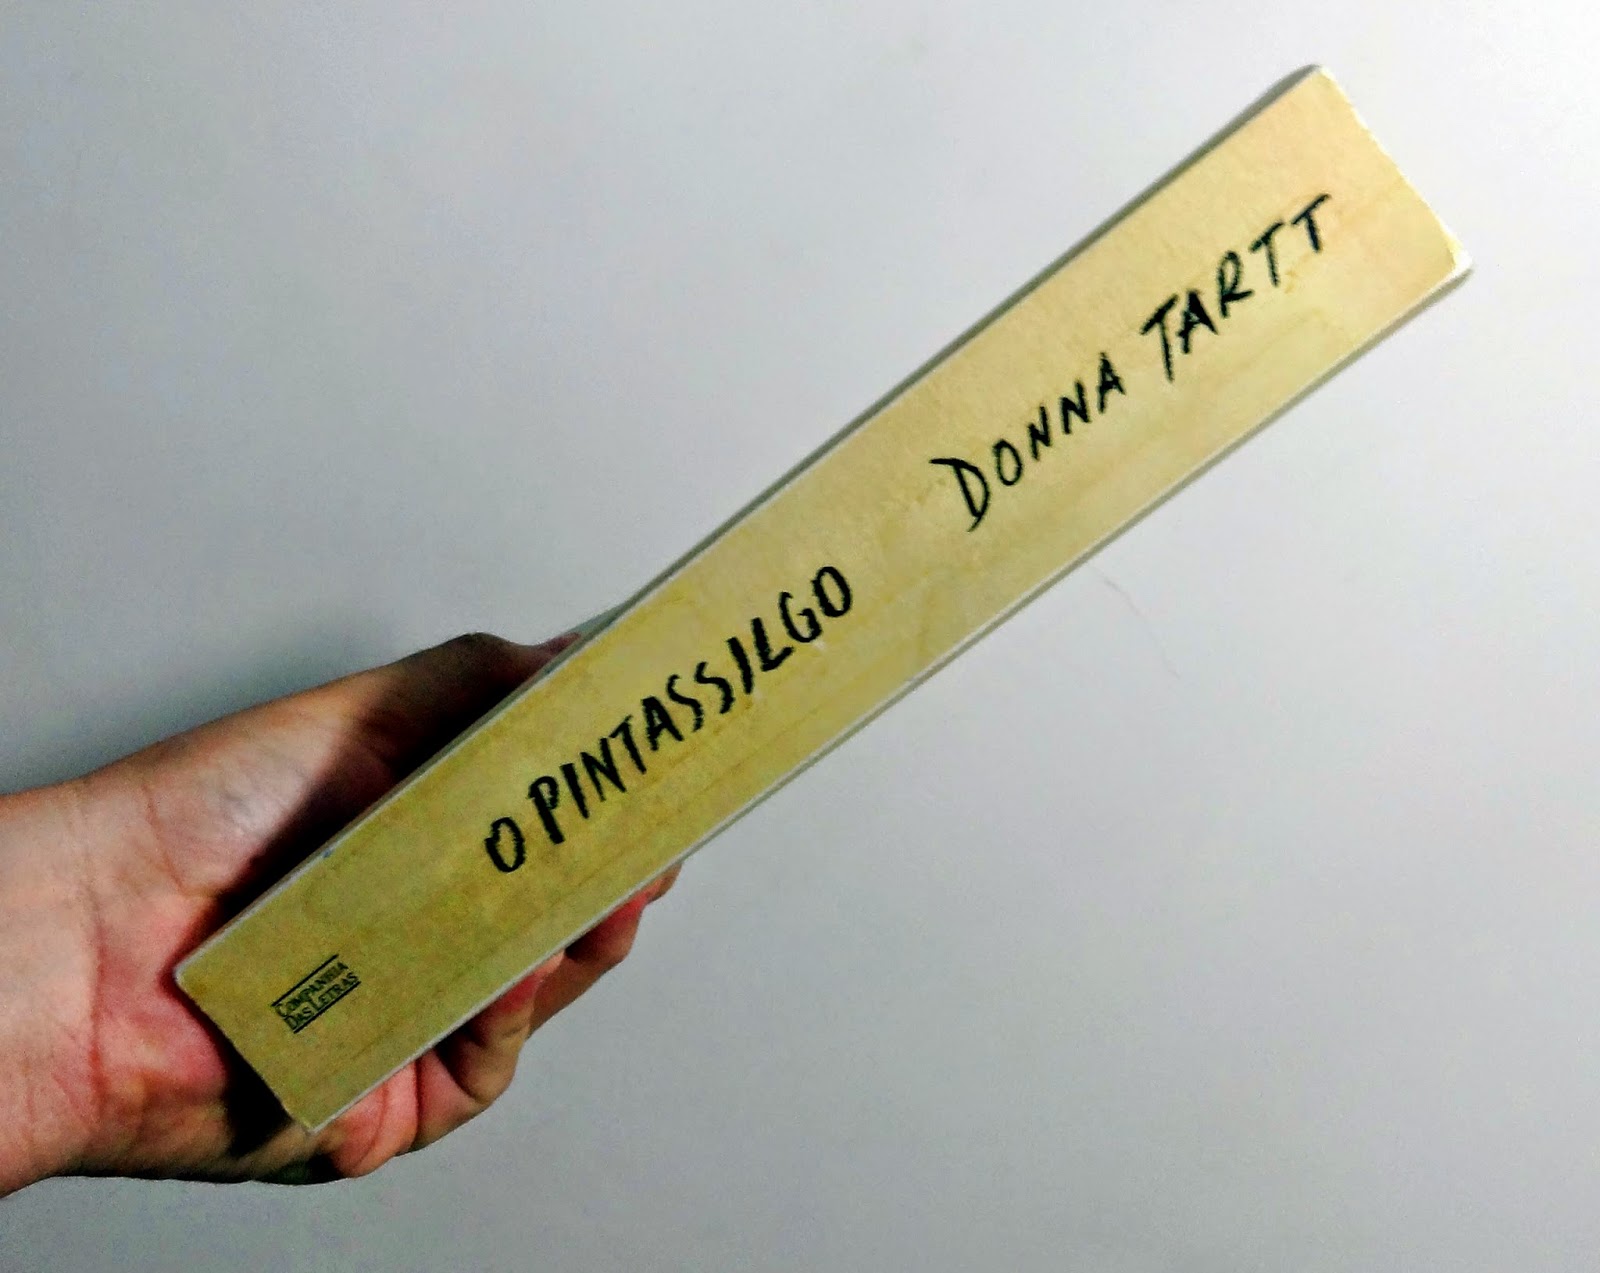 O PINTASSILGO DONNA TARTT
COMPANHIA
DAS LETRAS